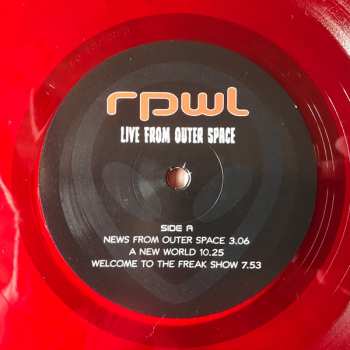 rpwl
LIVE FROM OUTER SPACE
SIDE A
NEWS FROM OUTER SPACE 3.06
A NEW WORLD 10.25
WELCOME TO THE FREAK SHOW 7.53